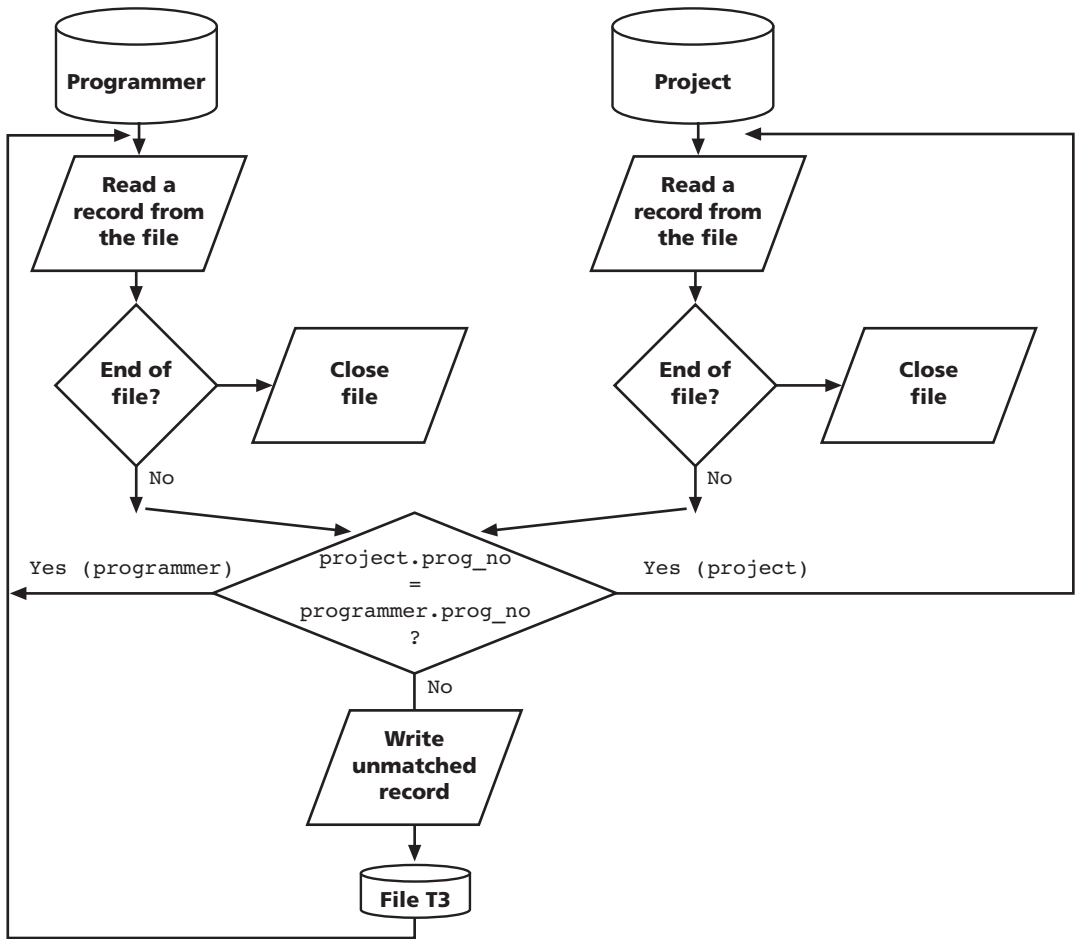 Programmer
Project
Read a
record from
the file
Read a
record from
the file
End of
file?
Close
file
End of
file?
Close
file
No
No
Yes (programmer)
project.prog_no
=
programmer.prog_no
?
Yes (project)
No
Write
unmatched
record
File T3